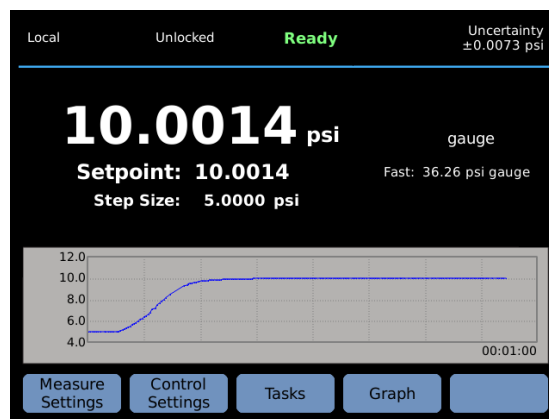 Local Unlocked Ready Uncertainty
±0.0073 psi
10.0014 psi gauge
Setpoint: 10.0014 Fast: 36.26 psi gauge
Step Size: 5.0000 psi
12.0
10.0
8.0
6.0
4.0
00:01:00
Measure Settings
Control Settings
Tasks
Graph